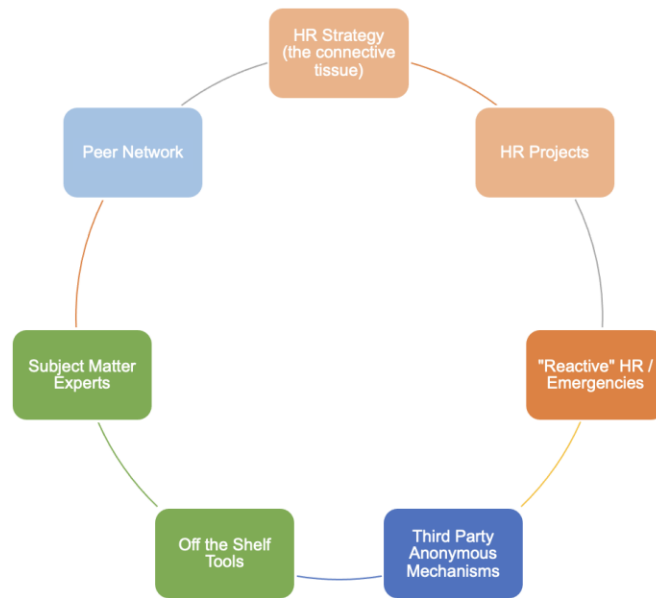 HR Strategy
(the connective
tissue)
HR Projects
"Reactive" HR /
Emergencies
Third Party
Anonymous
Mechanisms
Off the Shelf
Tools
Subject Matter
Experts
Peer Network